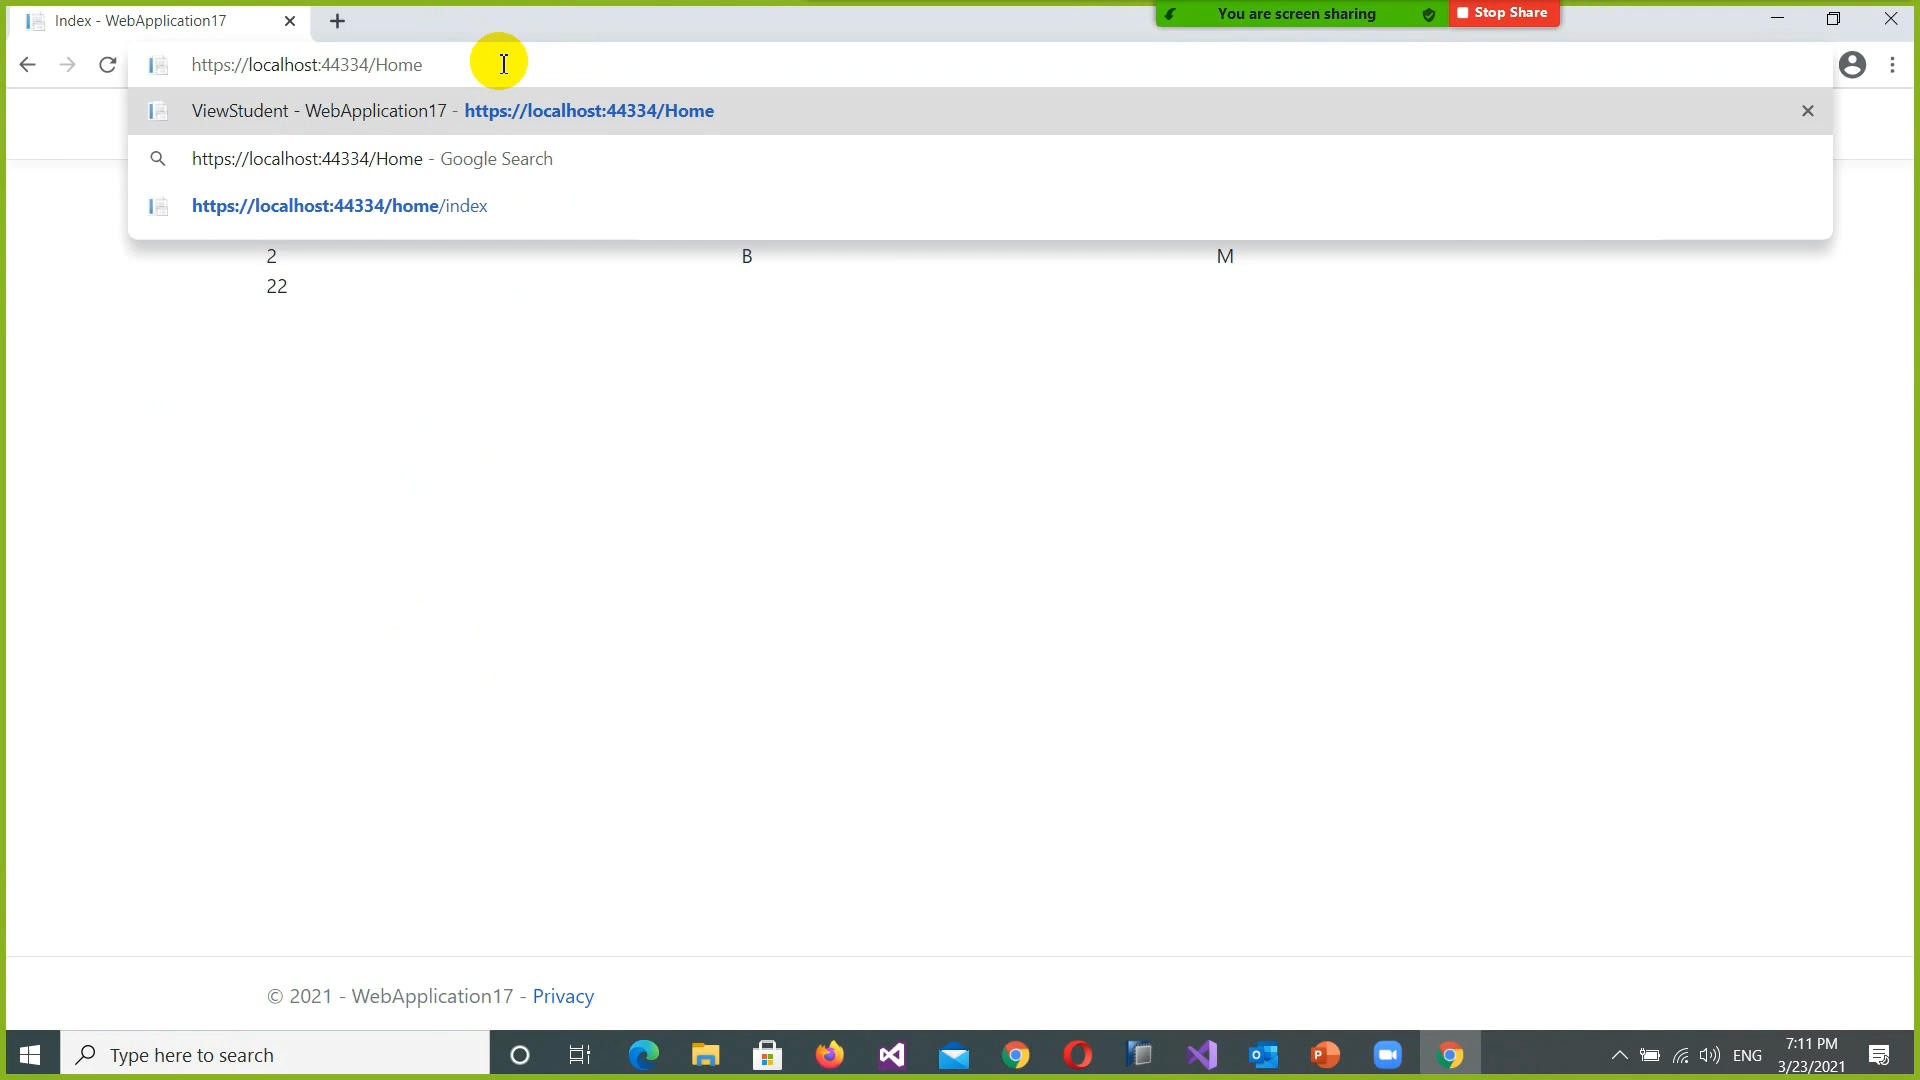 Index - WebApplication17
You are screen sharing
Stop Share
https://localhost:44334/Home
ViewStudent - WebApplication17 - https://localhost:44334/Home
https://localhost:44334/Home - Google Search
https://localhost:44334/home/index
2 B M
22
© 2021 - WebApplication17 - Privacy
Type here to search
ENG
7:11 PM
3/23/2021